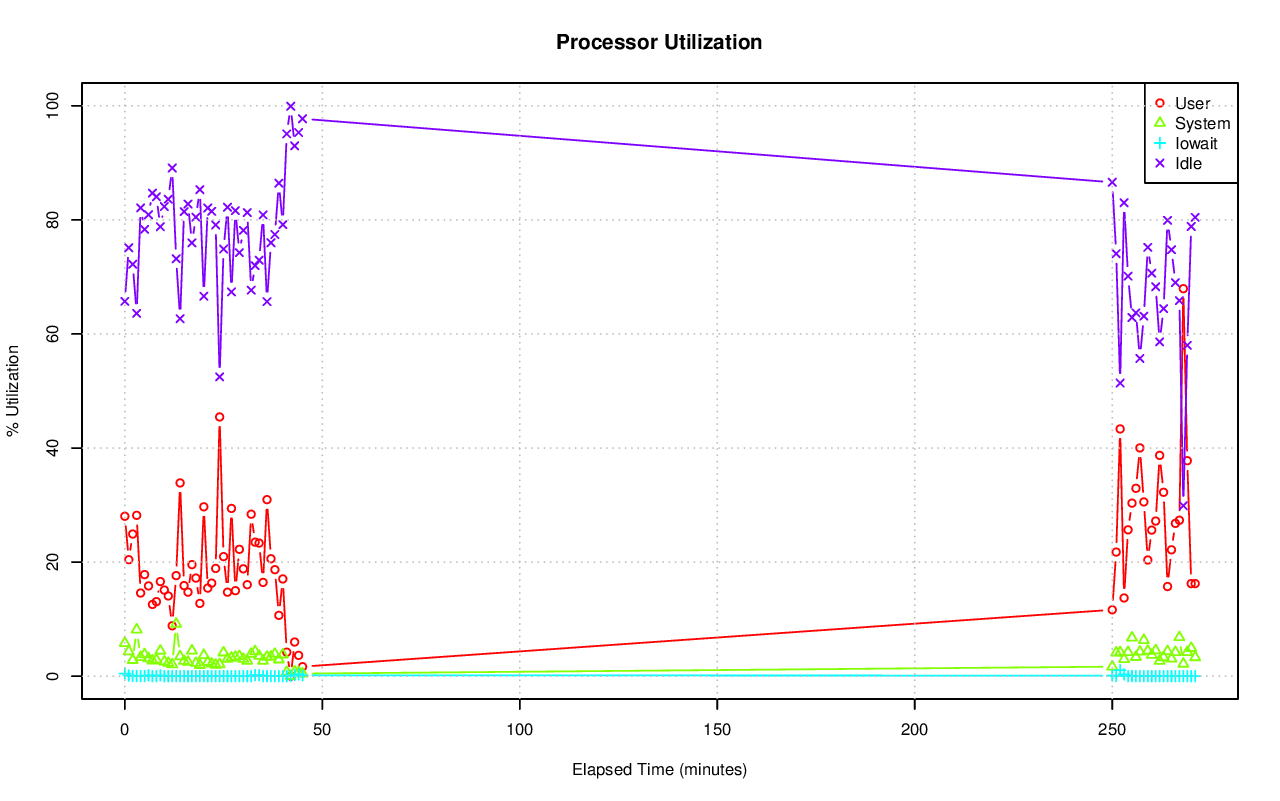 Processor Utilization
% Utilization
100
80
60
40
20
0
User
System
Iowait
Idle
0 50 100 150 200 250
Elapsed Time (minutes)